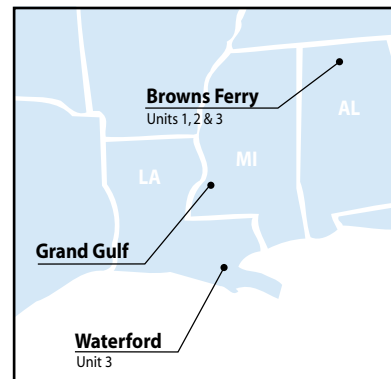 Browns Ferry
Units 1, 2 & 3
AL
MI
LA
Grand Gulf
Waterford
Unit 3